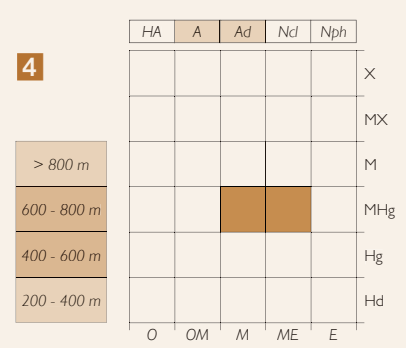 HA A Ad Ncl Nph
4
X
MX
> 800 m M
600 - 800 m MHg
400 - 600 m Hg
200 - 400 m Hd
O OM M ME E